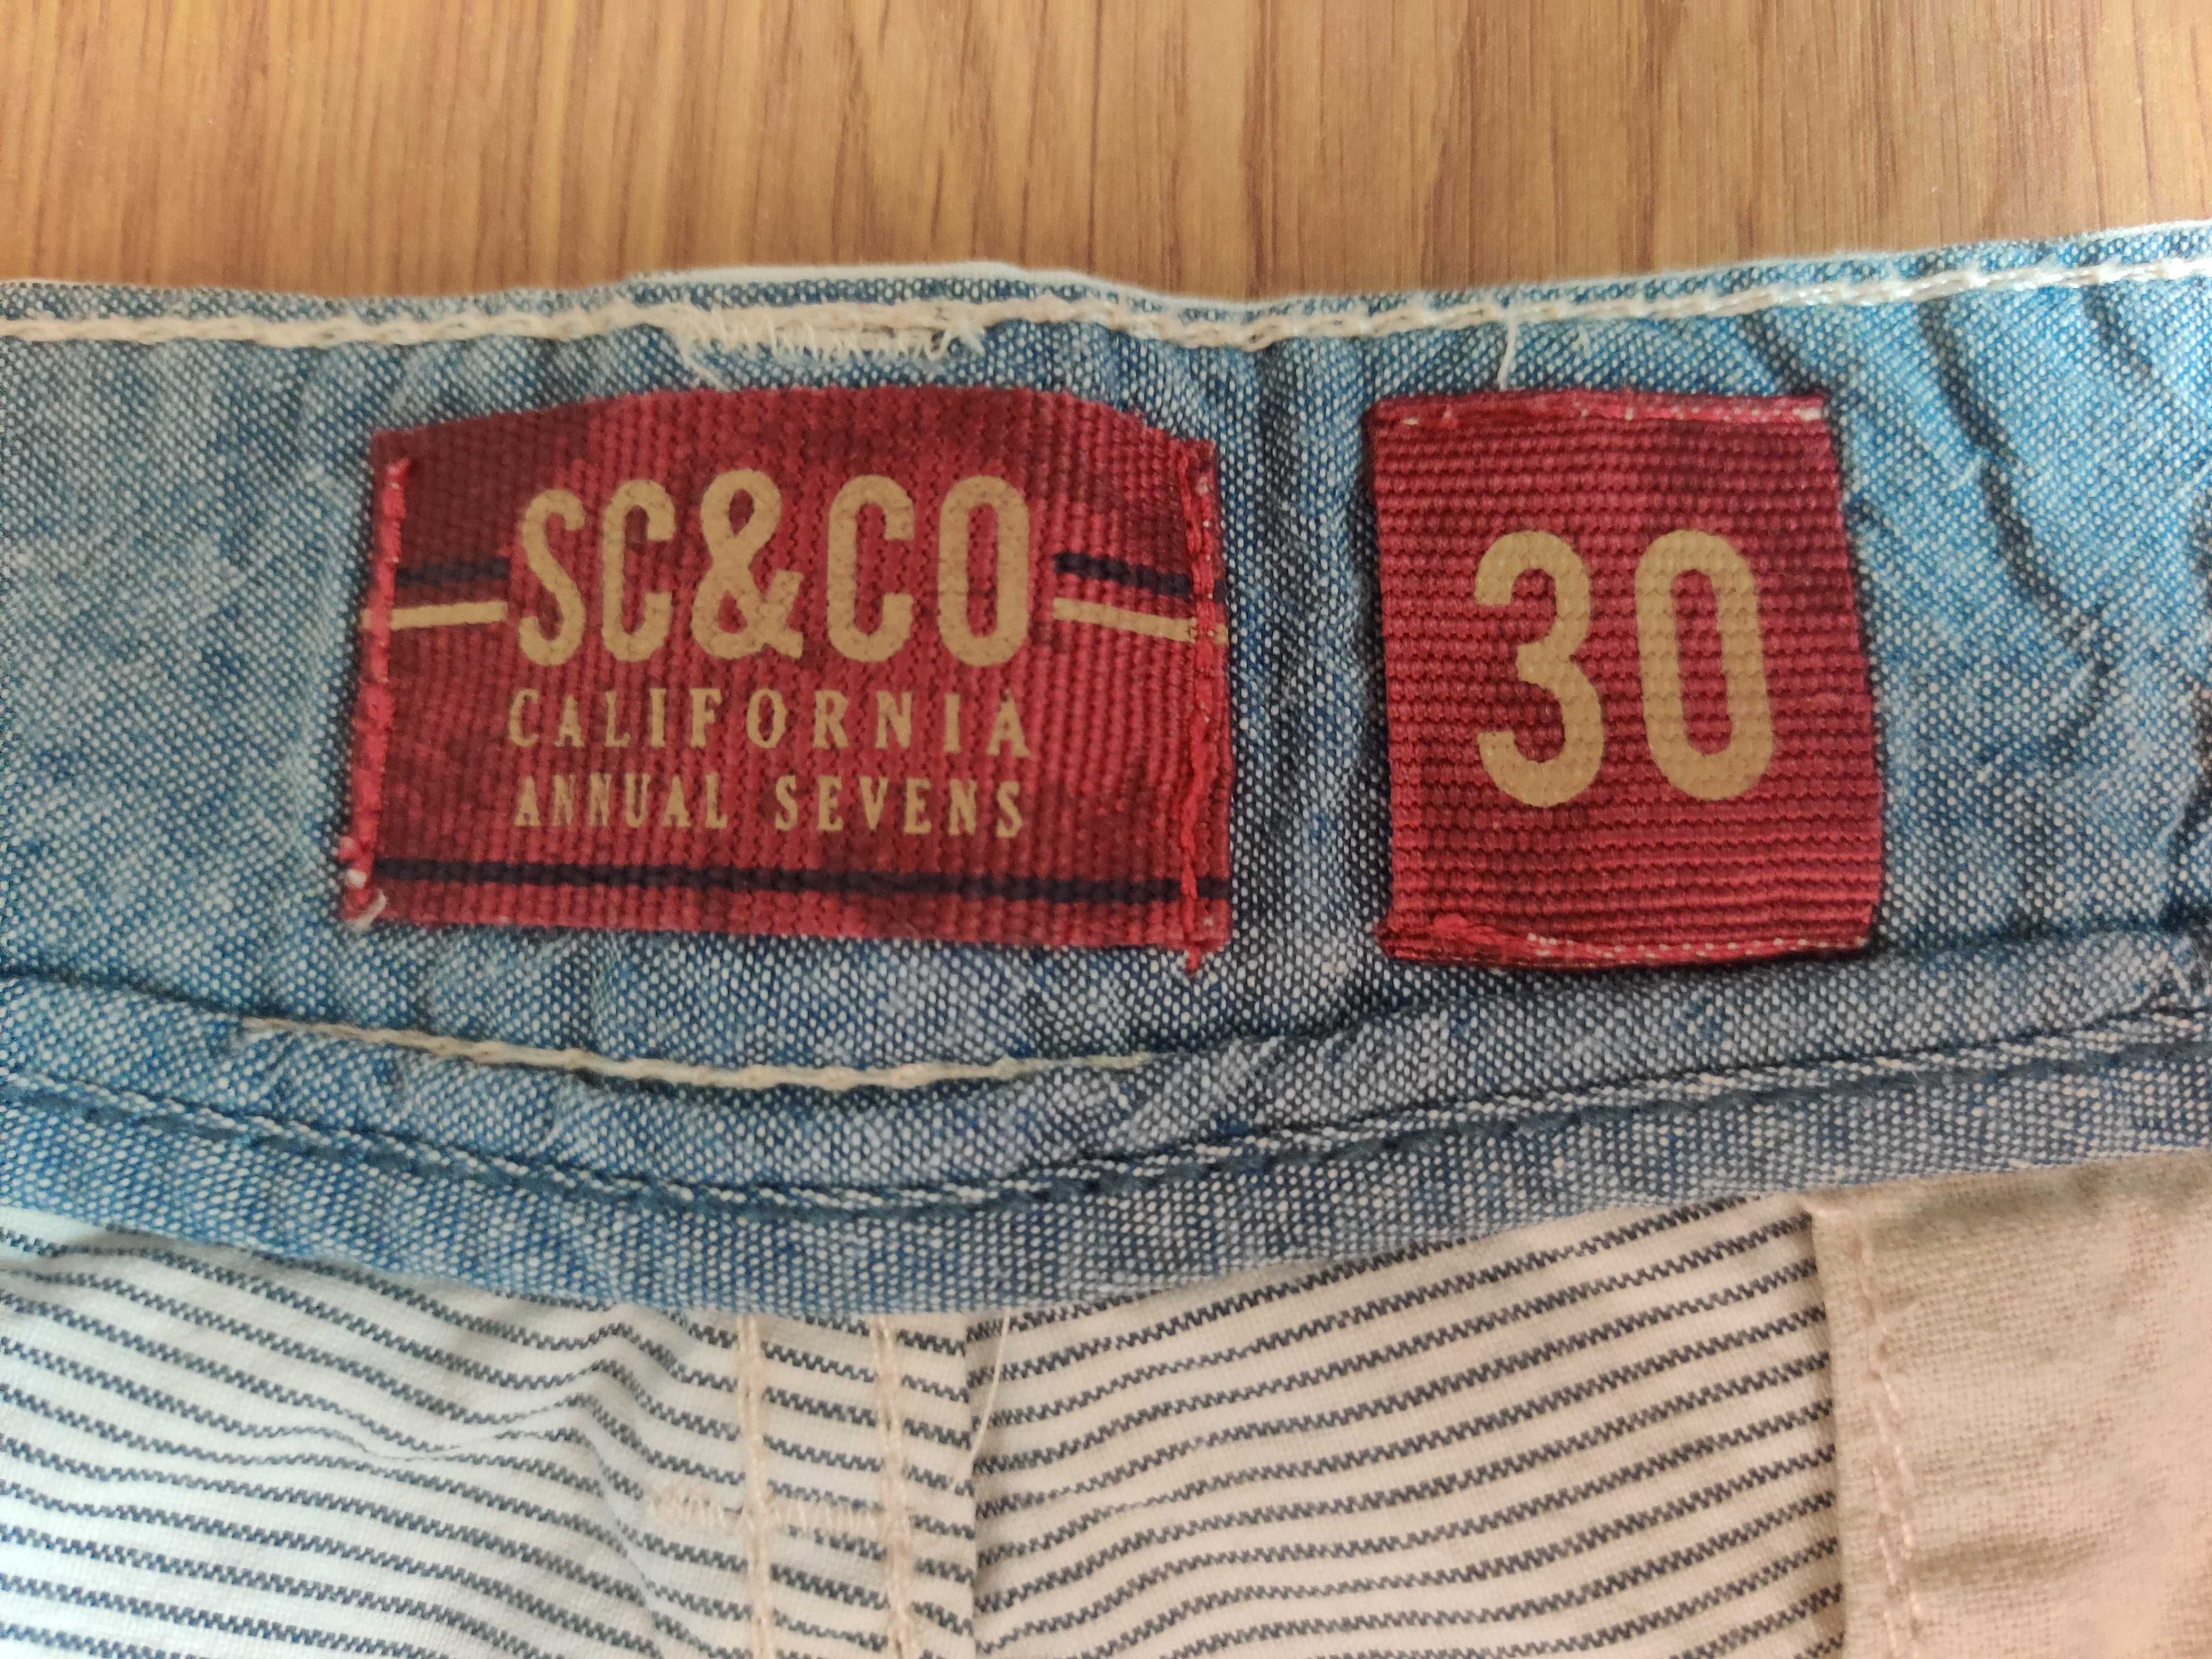 SC&CO
CALIFORNIA
ANNUAL SEVENS
30